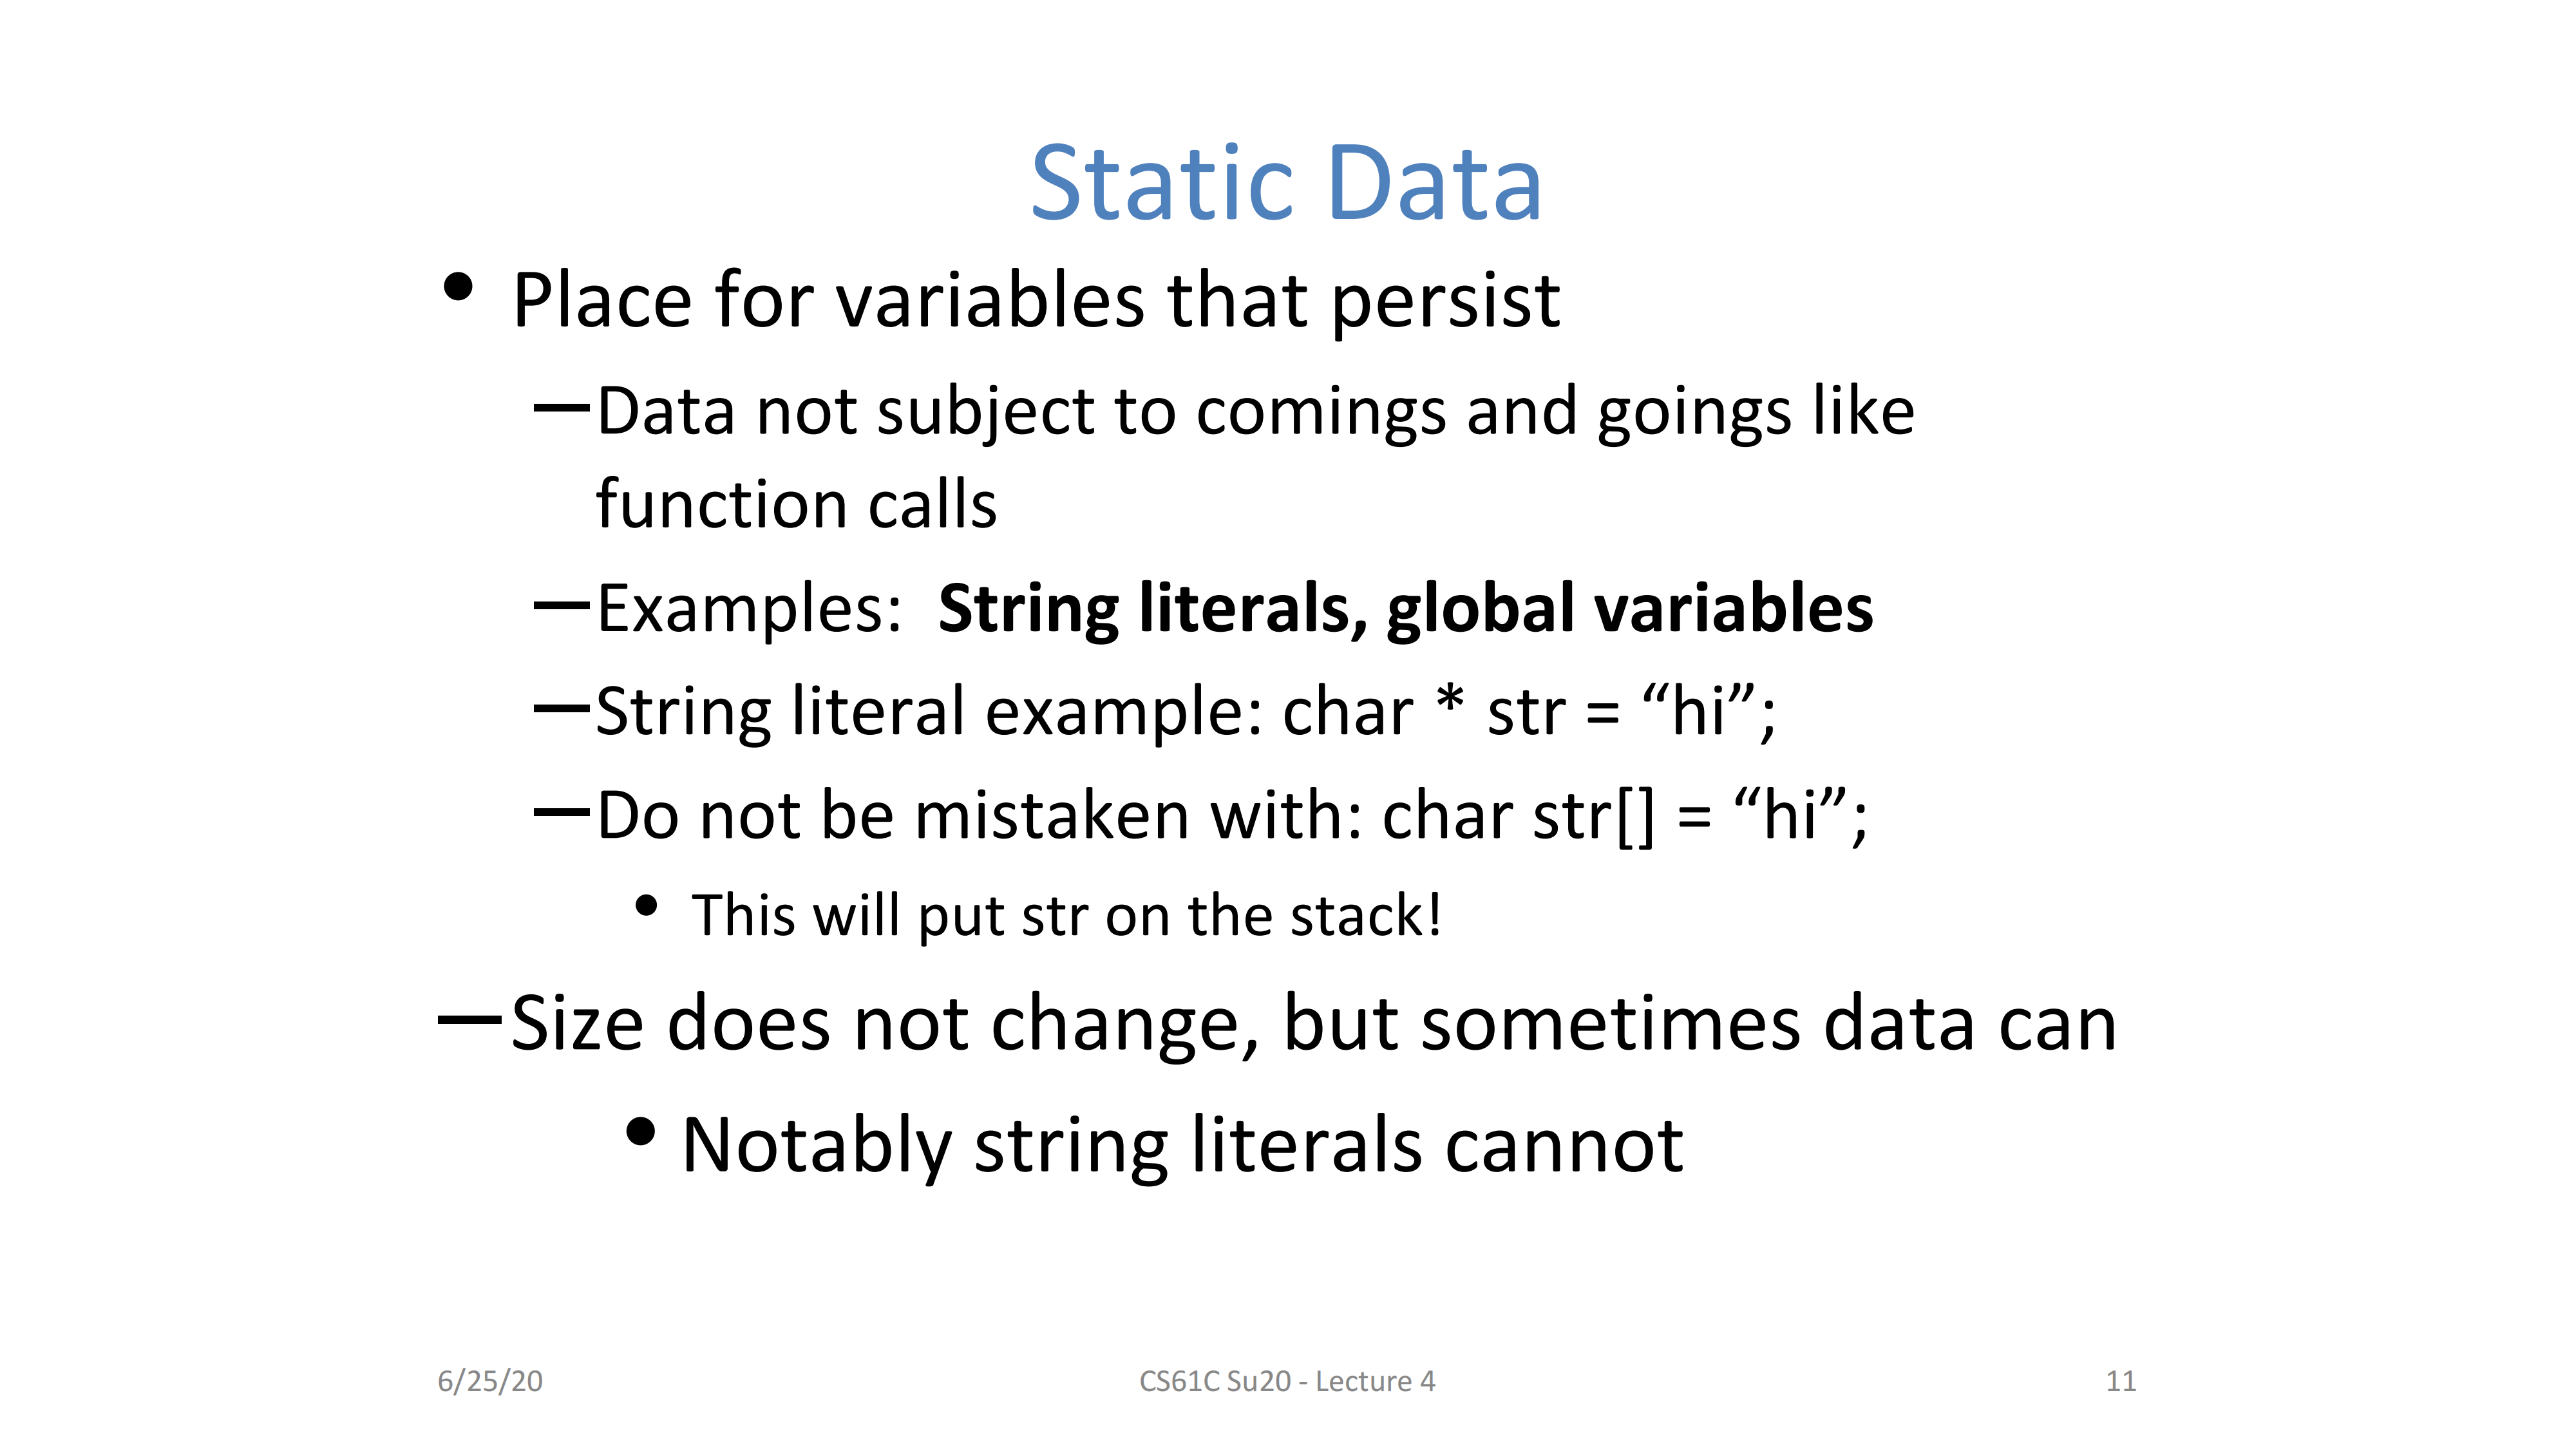 Static Data
• Place for variables that persist
—Data not subject to comings and goings like
function calls
—Examples:  String literals, global variables
—String literal example: char * str = “hi”;
—Do not be mistaken with: char str[] = “hi”;
• This will put str on the stack!
—Size does not change, but sometimes data can
• Notably string literals cannot
6/25/20
CS61C Su20 - Lecture 4
11